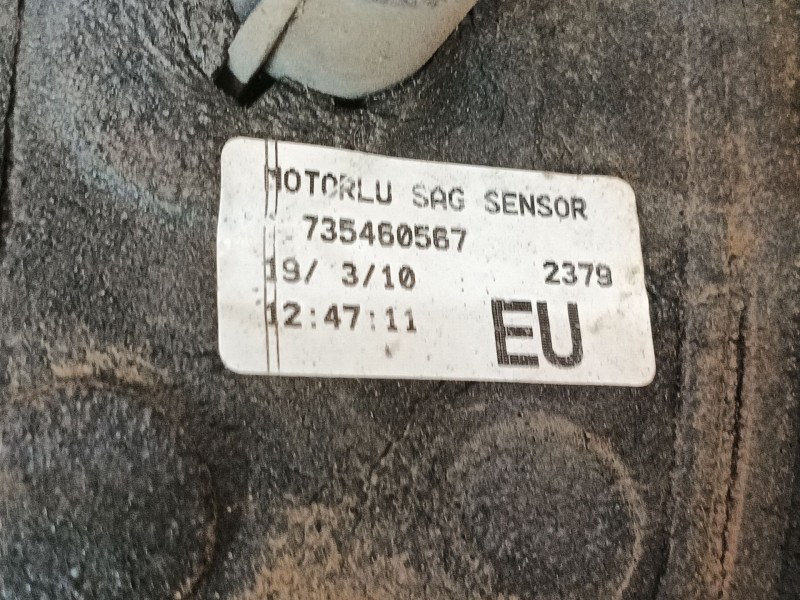 MOTORLU SAG SENSOR
735460567
19/ 3/10 2379
12:47:11 EU